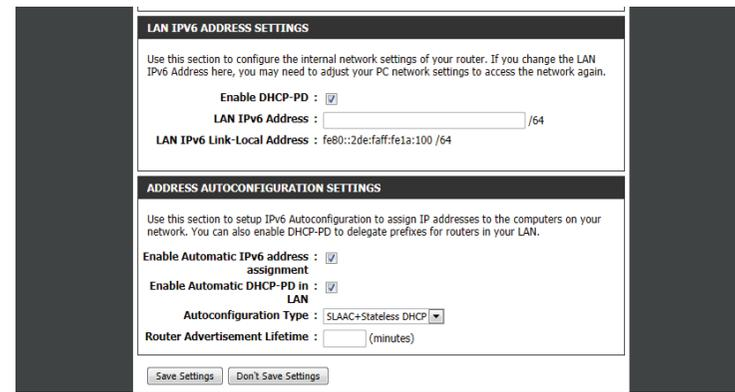 LAN IPV6 ADDRESS SETTINGS
Use this section to configure the internal network settings of your router. If you change the LAN
IPv6 Address here, you may need to adjust your PC network settings to access the network again.
Enable DHCP-PD :
LAN IPv6 Address : /64
LAN IPv6 Link-Local Address : fe80::2de:faff:fe1a:100 /64
ADDRESS AUTOCONFIGURATION SETTINGS
Use this section to setup IPv6 Autoconfiguration to assign IP addresses to the computers on your
network. You can also enable DHCP-PD to delegate prefixes for routers in your LAN.
Enable Automatic IPv6 address :
assignment
Enable Automatic DHCP-PD in :
LAN
Autoconfiguration Type : SLAAC+Stateless DHCP
Router Advertisement Lifetime : (minutes)
Save Settings Don't Save Settings